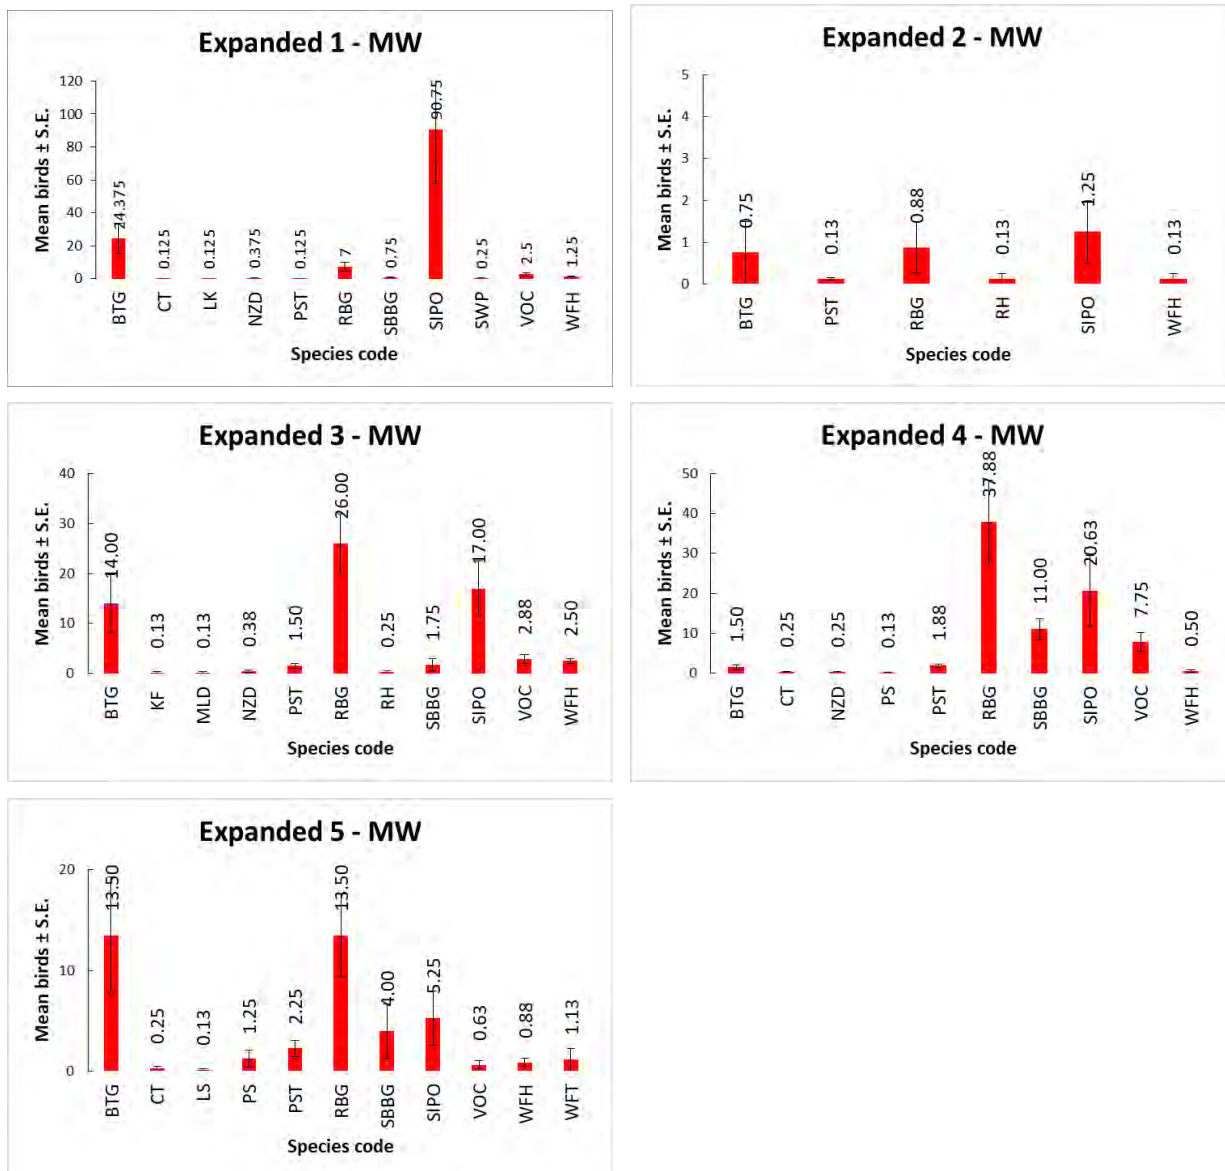 Expanded 1 - MW
Mean birds ± S.E.
120
100
80
60
40
20
0
24.375
0.125
0.125
0.375
0.125
7
0.75
90.75
0.25
2.5
1.25
BTG
CT
LK
NZD
PST
RBG
SBBG
SIPO
SWP
VOC
WFH
Species code
Expanded 2 - MW
Mean birds ± S.E.
5
4
3
2
1
0
0.75
0.13
0.88
0.13
1.25
0.13
BTG
PST
RBG
RH
SIPO
WFH
Species code
Expanded 3 - MW
Mean birds ± S.E.
40
30
20
10
0
14.00
0.13
0.13
0.38
1.50
26.00
0.25
1.75
17.00
2.88
2.50
BTG
KF
MLD
NZD
PST
RBG
RH
SBBG
SIPO
VOC
WFH
Species code
Expanded 4 - MW
Mean birds ± S.E.
50
40
30
20
10
0
1.50
0.25
0.25
0.13
1.88
37.88
11.00
20.63
7.75
0.50
BTG
CT
NZD
PS
PST
RBG
SBBG
SIPO
VOC
WFH
Species code
Expanded 5 - MW
Mean birds ± S.E.
20
10
0
13.50
0.25
0.13
1.25
2.25
13.50
4.00
5.25
0.63
0.88
1.13
BTG
CT
LS
PS
PST
RBG
SBBG
SIPO
VOC
WFH
WFT
Species code